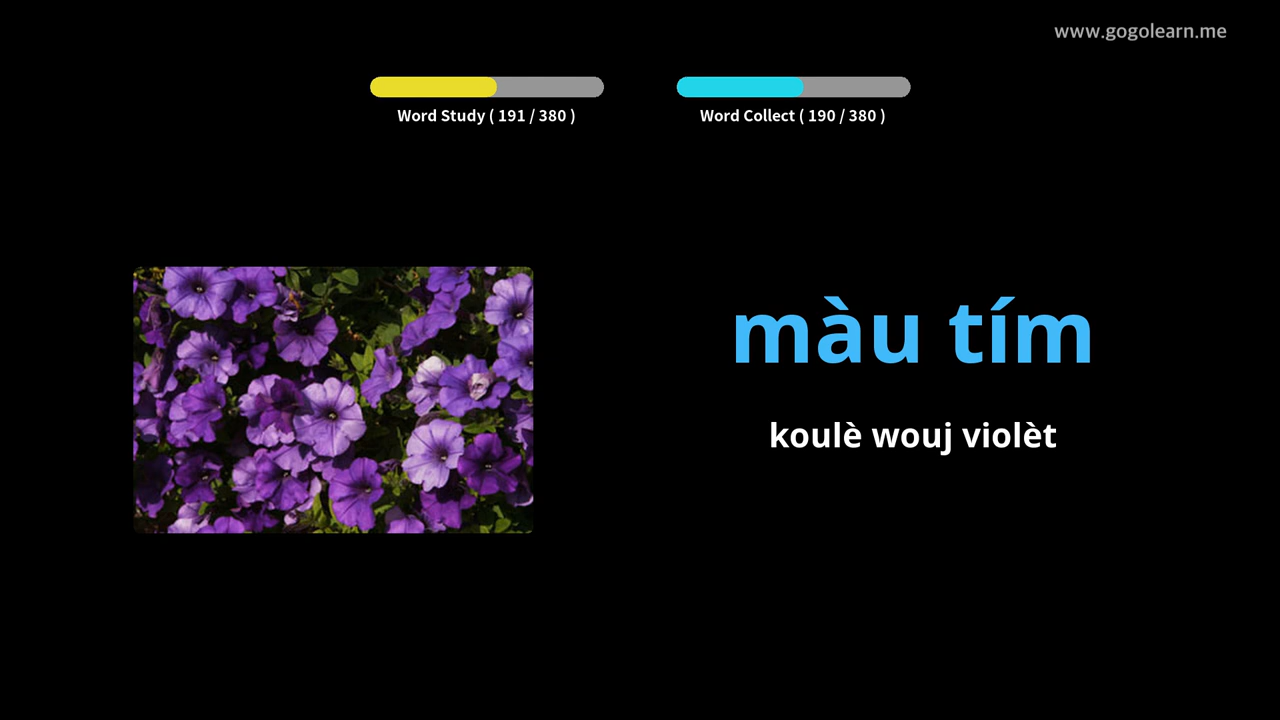 www.gogolearn.me
Word Study ( 191 / 380 )
Word Collect ( 190 / 380 )
màu tím
koulè wouj violèt